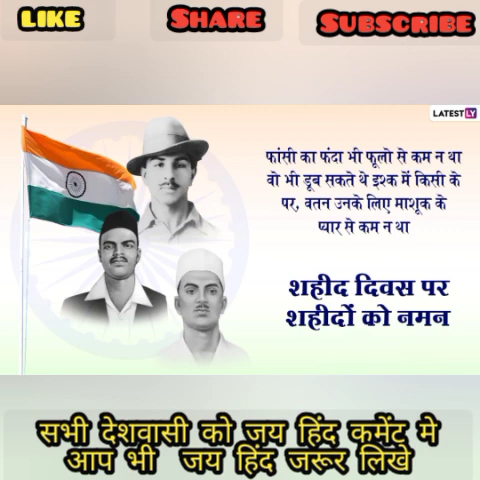 LIKE SHARE SUBSCRIBE
LATESTLY
फांसी का फंदा भी फूलो से कम न था
वो भी डूब सकते थे इश्क में किसी के
पर, वतन उनके लिए माशूक के
प्यार से कम न था
शहीद दिवस पर
शहीदों को नमन
सभी देशवासी को जय हिंद कमेंट मे
आप भी जय हिंद जरूर लिखे